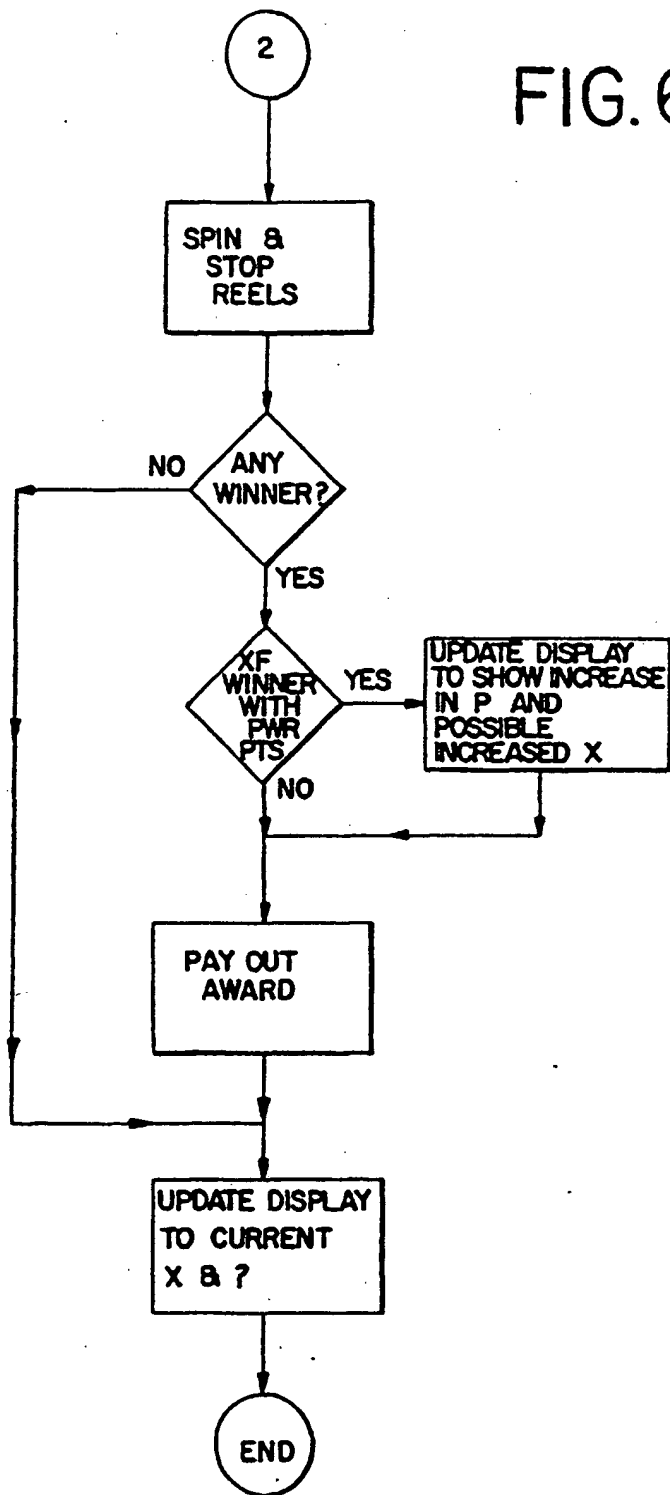 2
FIG. 6
SPIN &
STOP
REELS
ANY
WINNER?
NO
YES
XF
WINNER
WITH
PWR
PTS
YES
NO
UPDATE DISPLAY
TO SHOW INCREASE
IN P AND
POSSIBLE
INCREASED X
PAY OUT
AWARD
UPDATE DISPLAY
TO CURRENT
X & ?
END